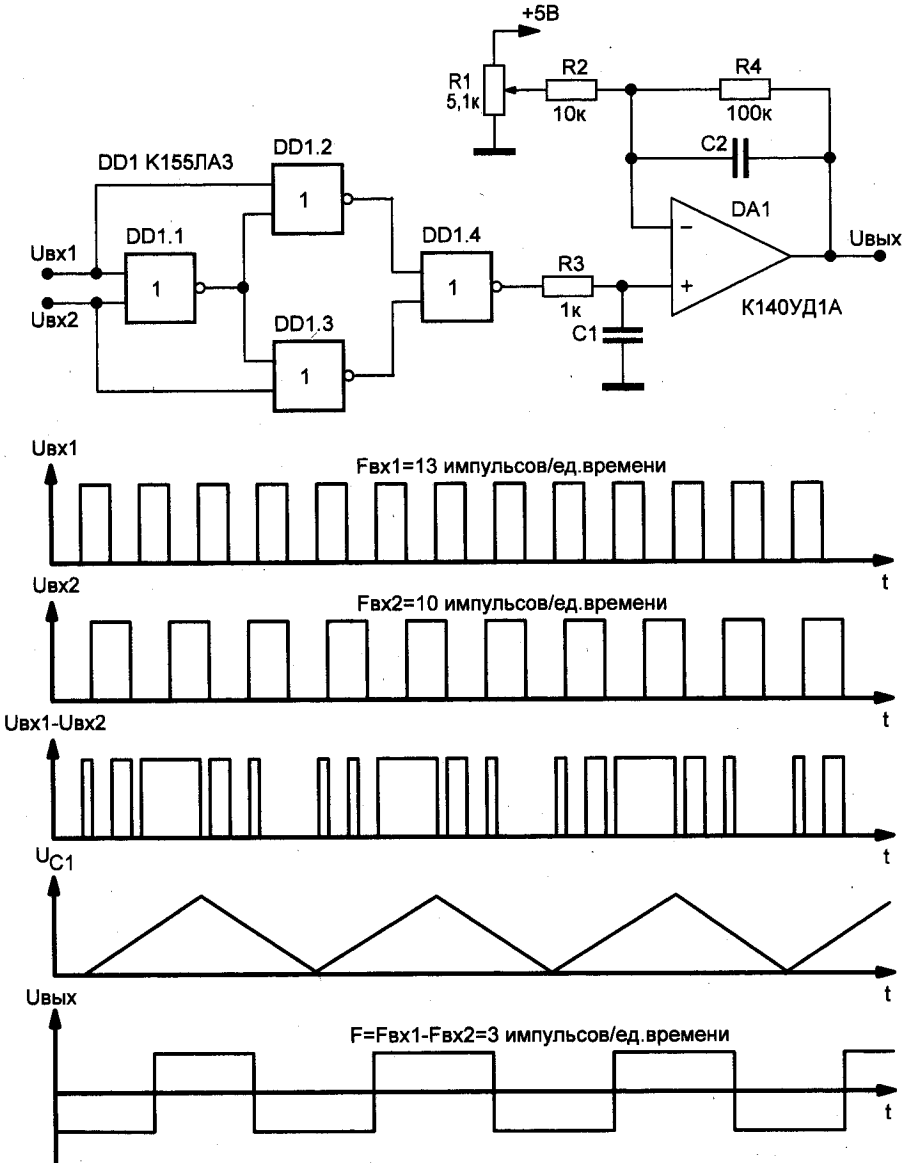 +5В
R1
5,1к
R2
10к
R4
100к
C2
DD1 К155ЛА3
DD1.2
1
DD1.1
1
DD1.4
1
DD1.3
1
Uвх1
Uвх2
R3
1к
C1
DA1
−
+
К140УД1А
Uвых
Uвх1
Fвх1=13 импульсов/ед.времени
t
Uвх2
Fвх2=10 импульсов/ед.времени
t
Uвх1-Uвх2
t
UC1
t
Uвых
F=Fвх1-Fвх2=3 импульсов/ед.времени
t